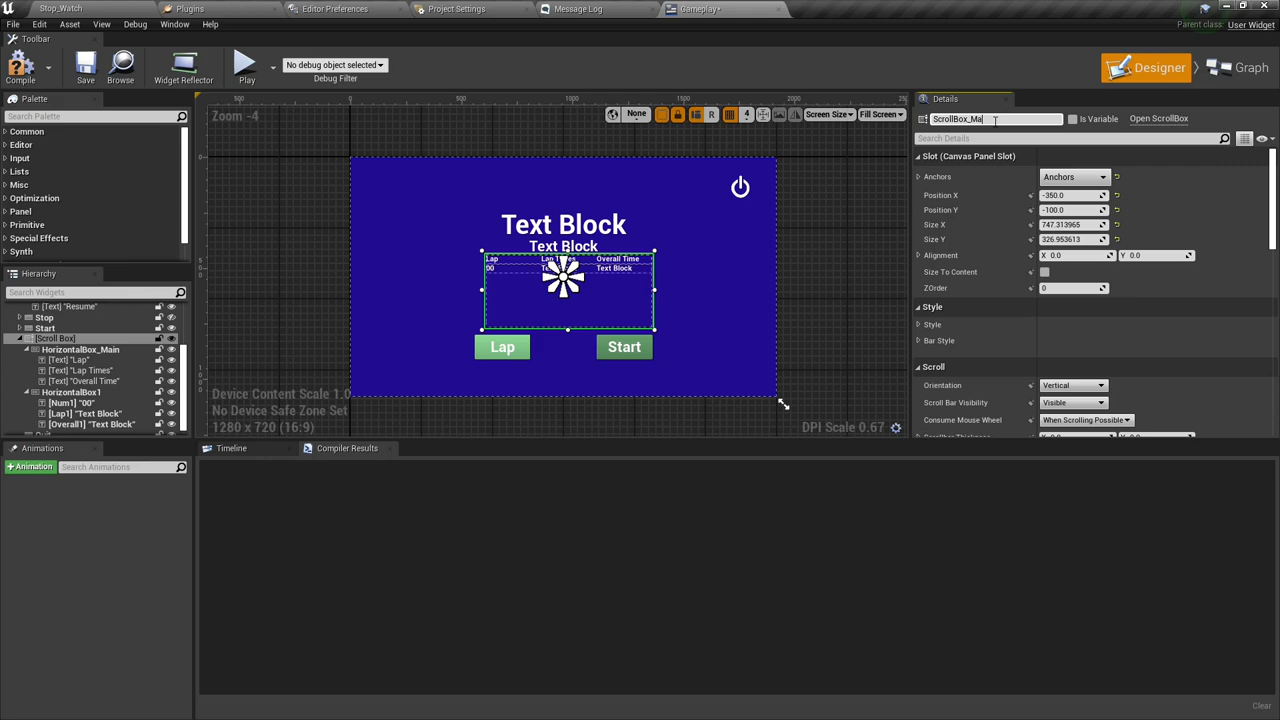 Stop_Watch Plugins Editor Preferences Project Settings Message Log Gameplay*
File Edit Asset View Debug Window Help Parent class: User Widget
Toolbar
Compile Save Browse Widget Reflector Play No debug object selected Debug Filter Designer Graph
Palette
Search Palette
Common
Editor
Input
Lists
Misc
Optimization
Panel
Primitive
Special Effects
Synth
Hierarchy
Search Widgets
[Text] "Resume"
Stop
Start
[Scroll Box]
HorizontalBox_Main
[Text] "Lap"
[Text] "Lap Times"
[Text] "Overall Time"
HorizontalBox1
[Num1] "00"
[Lap1] "Text Block"
[Overall1] "Text Block"
Animations
+ Animation Search Animations
500 0 500 1000 1500 2000
Zoom -4 None R 4 Screen Size Fill Screen
Text Block
Text Block
Lap Overall Time
00 Text Block
Lap Start
Device Content Scale 1.0
No Device Safe Zone Set
1280 x 720 (16:9) DPI Scale 0.67
Timeline Compiler Results
Clear
Details
ScrollBox_Ma Is Variable Open ScrollBox
Search Details
Slot (Canvas Panel Slot)
Anchors Anchors
Position X -350.0
Position Y -100.0
Size X 747.313965
Size Y 326.953613
Alignment X 0.0 Y 0.0
Size To Content
ZOrder 0
Style
Style
Bar Style
Scroll
Orientation Vertical
Scroll Bar Visibility Visible
Consume Mouse Wheel When Scrolling Possible